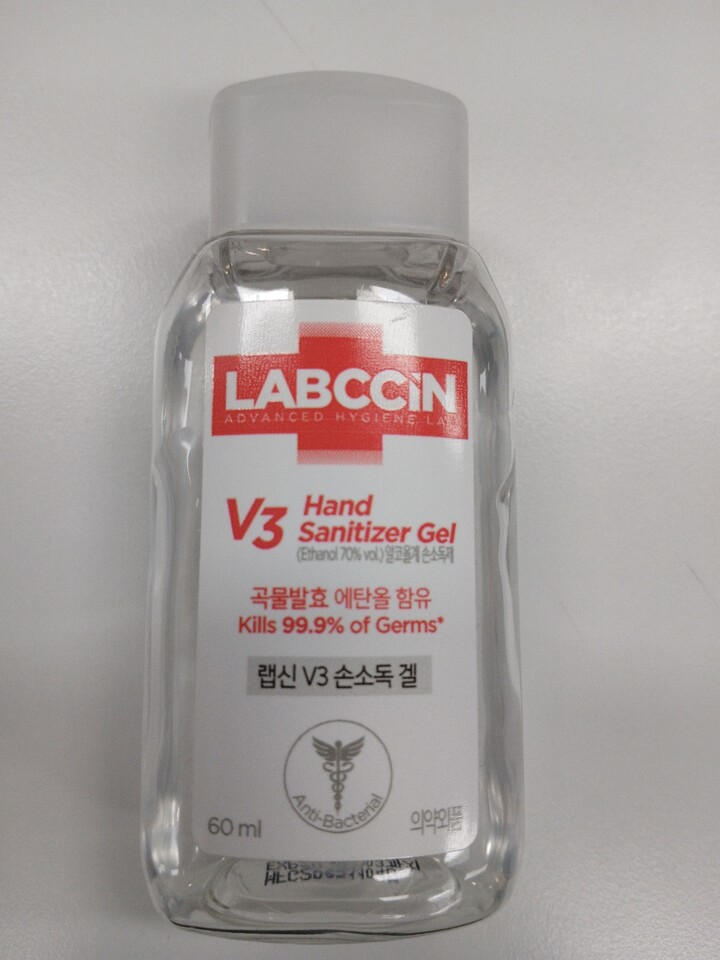 LABCCIN
ADVANCED HYGIENE LAB
V3 Hand
Sanitizer Gel
(Ethanol 70% vol.) 알코올계 손소독제
곡물발효 에탄올 함유
Kills 99.9% of Germs*
랩신 V3 손소독 겔
Anti-Bacterial
60 ml
의약외품